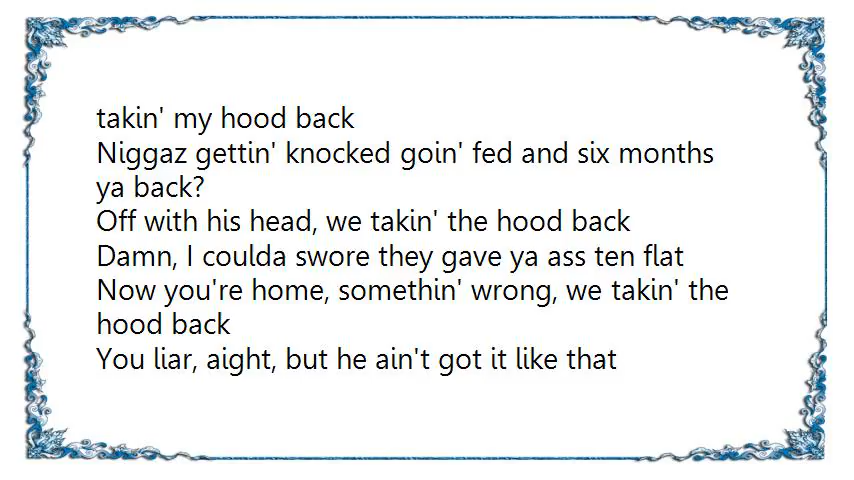 takin' my hood back
Niggaz gettin' knocked goin' fed and six months
ya back?
Off with his head, we takin' the hood back
Damn, I coulda swore they gave ya ass ten flat
Now you're home, somethin' wrong, we takin' the
hood back
You liar, aight, but he ain't got it like that